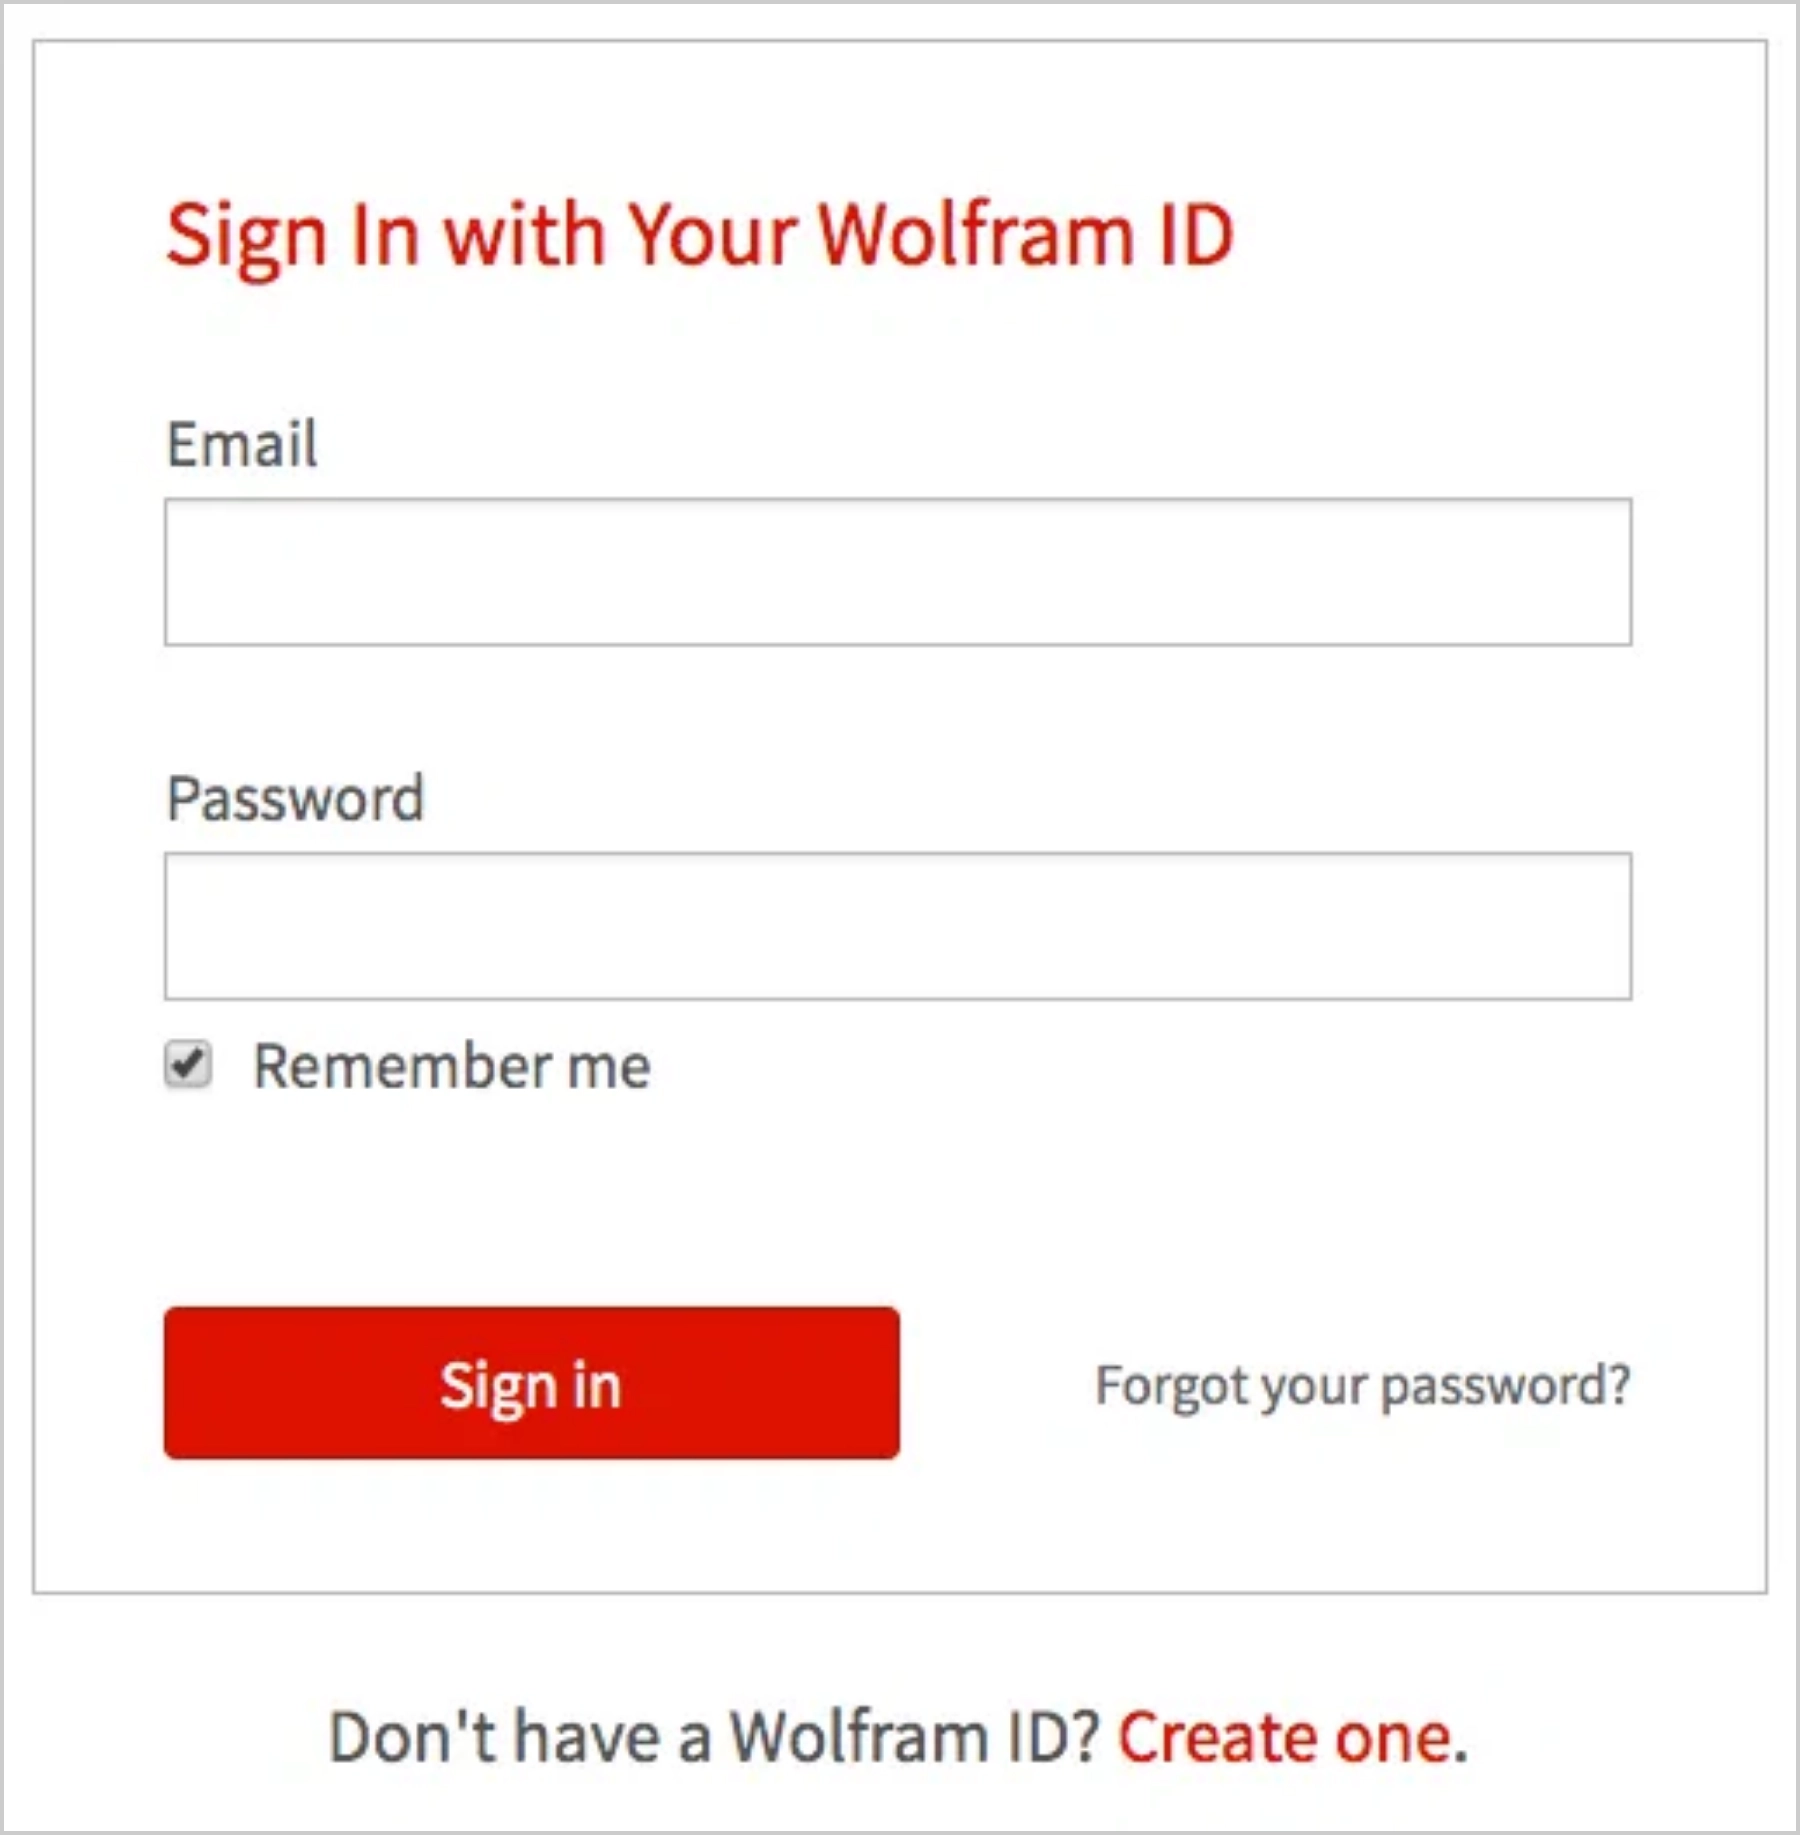 Sign In with Your Wolfram ID
Email
Password
Remember me
Sign in
Forgot your password?
Don't have a Wolfram ID? Create one.